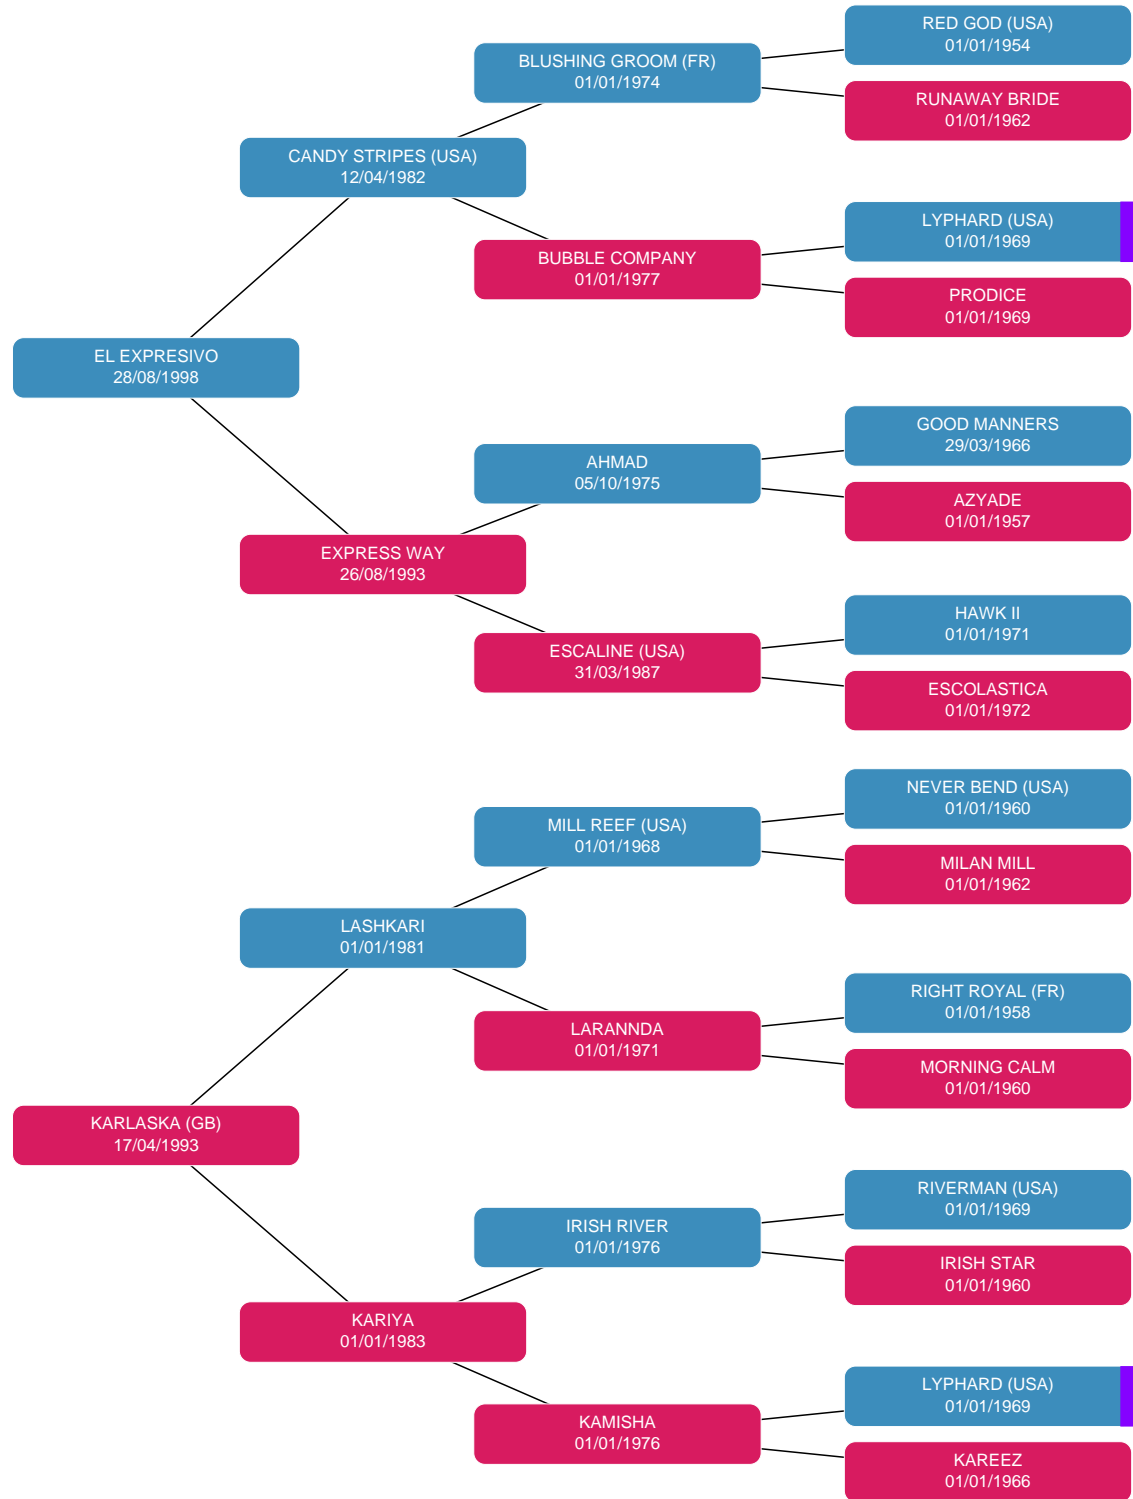 RED GOD (USA)
01/01/1954
BLUSHING GROOM (FR)
01/01/1974
RUNAWAY BRIDE
01/01/1962
CANDY STRIPES (USA)
12/04/1982
LYPHARD (USA)
01/01/1969
BUBBLE COMPANY
01/01/1977
PRODICE
01/01/1969
EL EXPRESIVO
28/08/1998
GOOD MANNERS
29/03/1966
AHMAD
05/10/1975
AZYADE
01/01/1957
EXPRESS WAY
26/08/1993
HAWK II
01/01/1971
ESCALINE (USA)
31/03/1987
ESCOLASTICA
01/01/1972
NEVER BEND (USA)
01/01/1960
MILL REEF (USA)
01/01/1968
MILAN MILL
01/01/1962
LASHKARI
01/01/1981
RIGHT ROYAL (FR)
01/01/1958
LARANNDA
01/01/1971
MORNING CALM
01/01/1960
KARLASKA (GB)
17/04/1993
RIVERMAN (USA)
01/01/1969
IRISH RIVER
01/01/1976
IRISH STAR
01/01/1960
KARIYA
01/01/1983
LYPHARD (USA)
01/01/1969
KAMISHA
01/01/1976
KAREEZ
01/01/1966